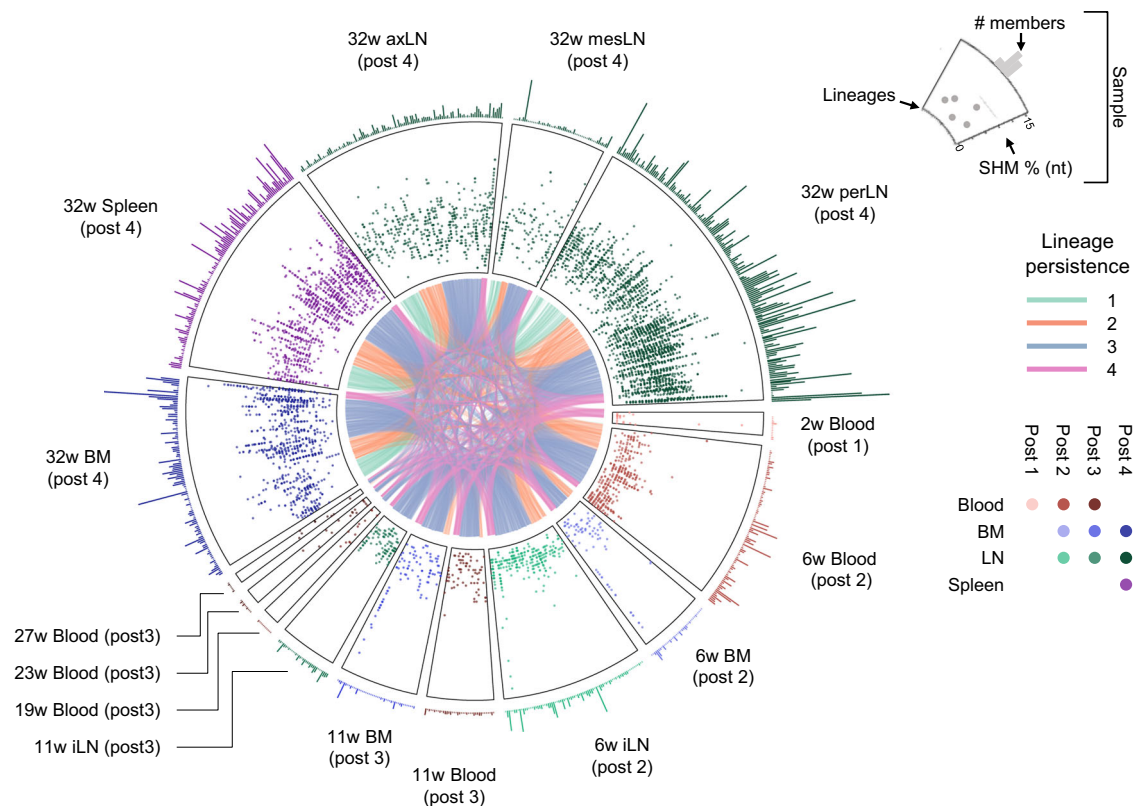 32w axLN
(post 4)
32w mesLN
(post 4)
# members
Sample
Lineages
0
15
SHM % (nt)
32w perLN
(post 4)
32w Spleen
(post 4)
Lineage
persistence
1
2
3
4
2w Blood
(post 1)
32w BM
(post 4)
Post 1
Post 2
Post 3
Post 4
Blood
BM
LN
Spleen
6w Blood
(post 2)
27w Blood (post3)
23w Blood (post3)
19w Blood (post3)
11w iLN (post3)
6w BM
(post 2)
11w BM
(post 3)
11w Blood
(post 3)
6w iLN
(post 2)